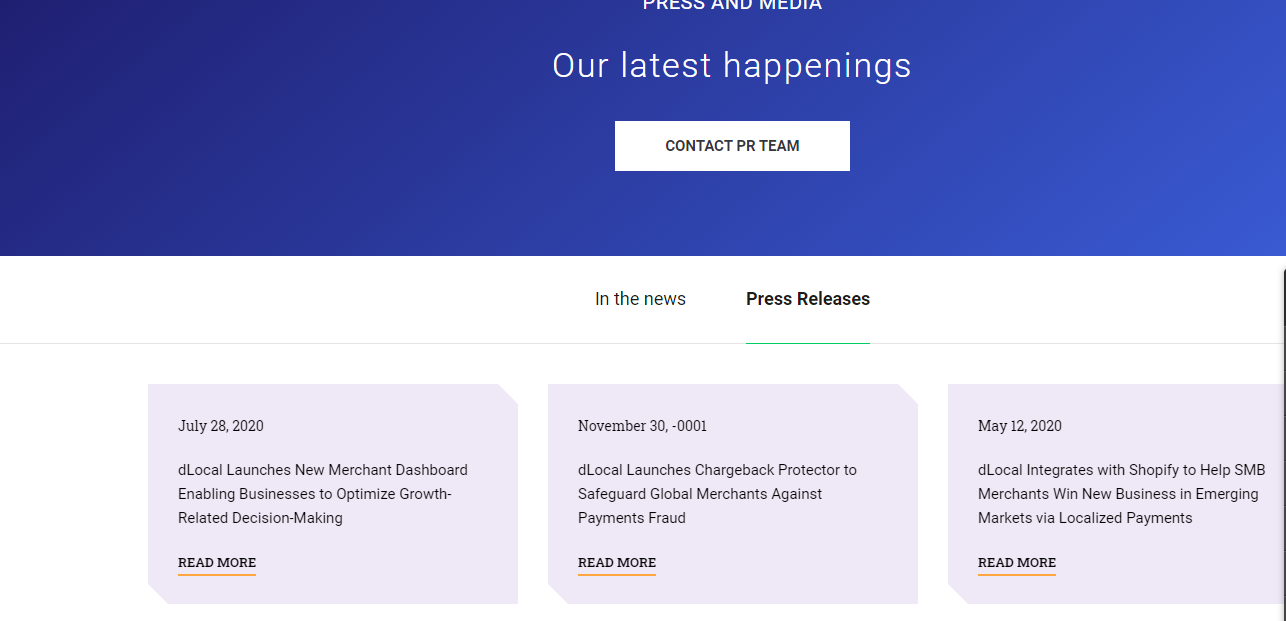 PRESS AND MEDIA
Our latest happenings
CONTACT PR TEAM
In the news
Press Releases
July 28, 2020
dLocal Launches New Merchant Dashboard
Enabling Businesses to Optimize Growth-
Related Decision-Making
READ MORE
November 30, -0001
dLocal Launches Chargeback Protector to
Safeguard Global Merchants Against
Payments Fraud
READ MORE
May 12, 2020
dLocal Integrates with Shopify to Help SMB
Merchants Win New Business in Emerging
Markets via Localized Payments
READ MORE